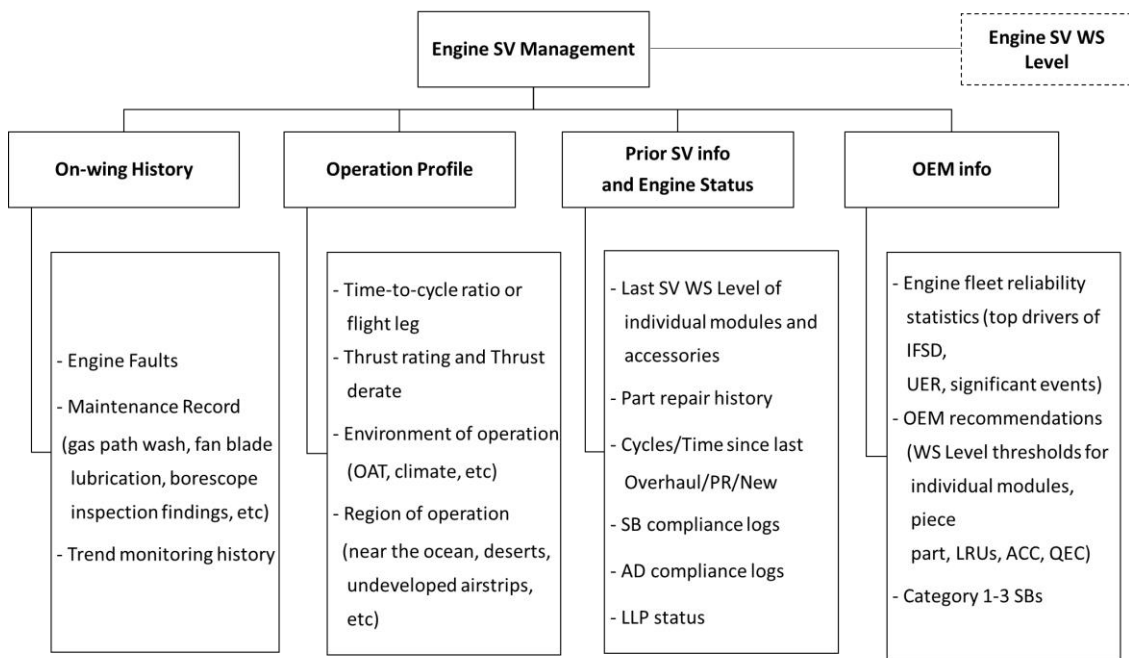 Engine SV Management
Engine SV WS
Level
On-wing History
Operation Profile
Prior SV info
and Engine Status
OEM info
- Engine Faults
- Maintenance Record
(gas path wash, fan blade
lubrication, borescope
inspection findings, etc)
- Trend monitoring history
- Time-to-cycle ratio or
flight leg
- Thrust rating and Thrust
derate
- Environment of operation
(OAT, climate, etc)
- Region of operation
(near the ocean, deserts,
undeveloped airstrips,
etc)
- Last SV WS Level of
individual modules and
accessories
- Part repair history
- Cycles/Time since last
Overhaul/PR/New
- SB compliance logs
- AD compliance logs
- LLP status
- Engine fleet reliability
statistics (top drivers of
IFSD,
UER, significant events)
- OEM recommendations
(WS Level thresholds for
individual modules,
piece
part, LRUs, ACC, QEC)
- Category 1-3 SBs